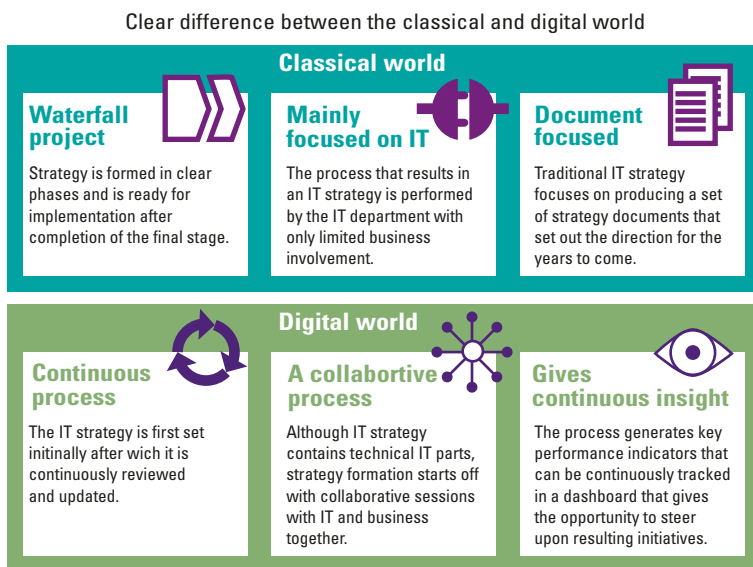 Clear difference between the classical and digital world
Classical world
Waterfall
project
Strategy is formed in clear
phases and is ready for
implementation after
completion of the final stage.
Mainly
focused on IT
The process that results in
an IT strategy is performed
by the IT department with
only limited business
involvement.
Document
focused
Traditional IT strategy
focuses on producing a set
of strategy documents that
set out the direction for the
years to come.
Digital world
Continuous
process
The IT strategy is first set
initinally after wich it is
continuously reviewed
and updated.
A collabortive
process
Although IT strategy
contains technical IT parts,
strategy formation starts off
with collaborative sessions
with IT and business
together.
Gives
continuous insight
The process generates key
performance indicators that
can be continuously tracked
in a dashboard that gives
the opportunity to steer
upon resulting initiatives.